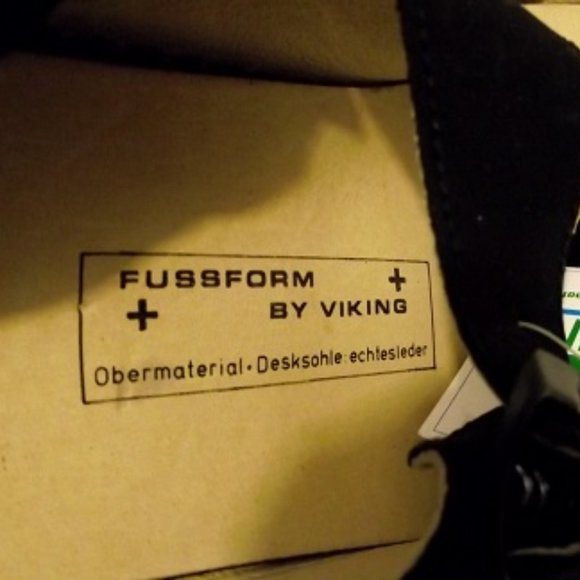 FUSSFORM +
+ BY VIKING
Obermaterial • Desksohle: echtesleder